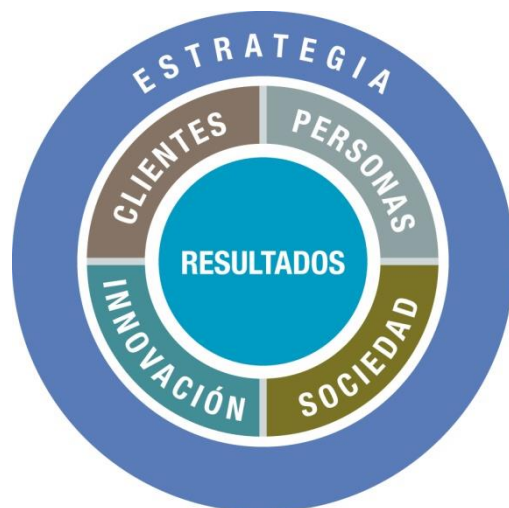 ESTRATEGIA
CLIENTES
PERSONAS
RESULTADOS
INNOVACIÓN
SOCIEDAD